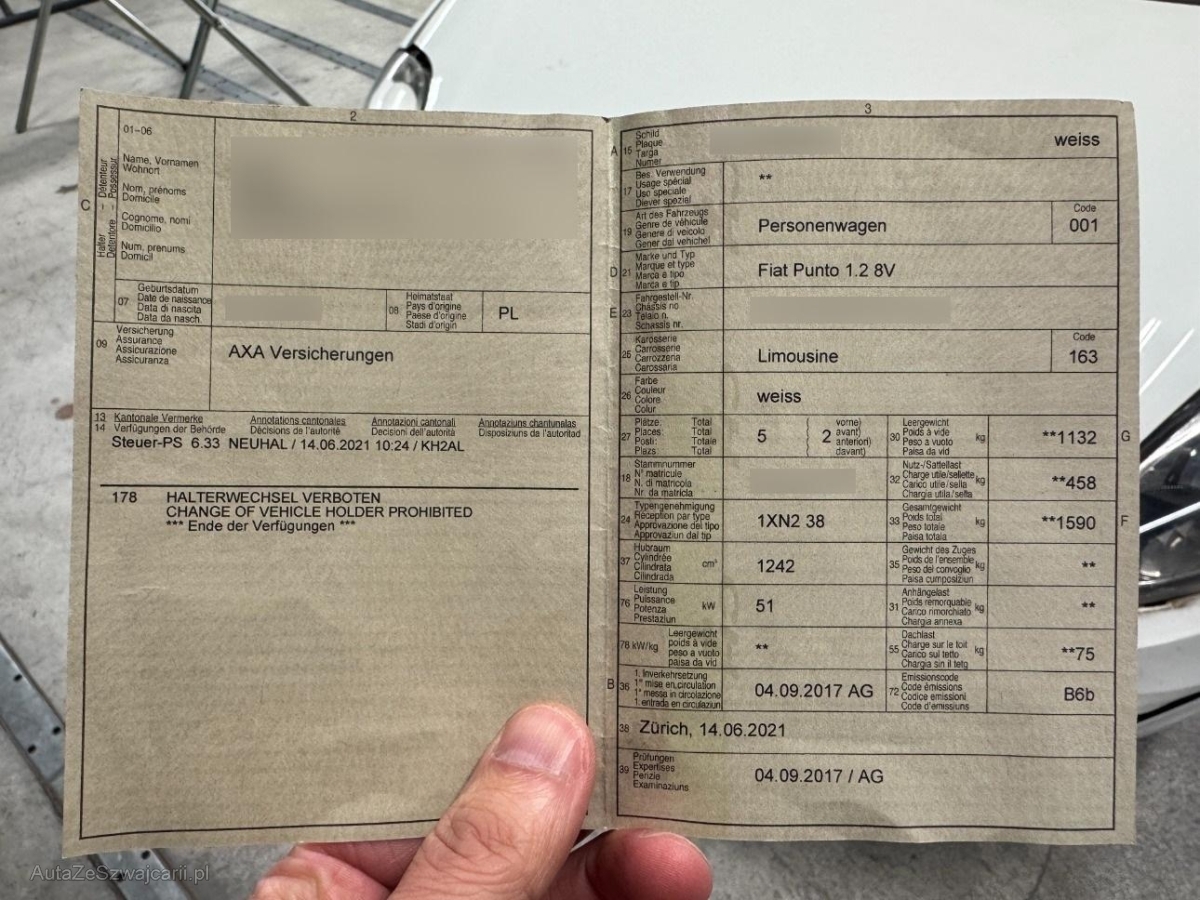 2
01-06
Name, Vornamen
Wohnort
Nom, prénoms
Domicile
Cognome, nomi
Domicilio
Num, prenums
Domicil
C
Halter – Détenteur
Detentore – Possessur
07
Geburtsdatum
Date de naissance
Data di nascita
Data da nasch.
08
Heimatstaat
Pays d'origine
Paese d'origine
Stadi d'origin
PL
09
Versicherung
Assurance
Assicurazione
Assicuranza
AXA Versicherungen
13 Kantonale Vermerke Annotations cantonales Annotazioni cantonali Annotaziuns chantunalas
14 Verfügungen der Behörde Décisions de l'autorité Decisioni dell'autorità Disposiziuns da l'autoritad
Steuer-PS 6.33 NEUHAL / 14.06.2021 10:24 / KH2AL
178 HALTERWECHSEL VERBOTEN
CHANGE OF VEHICLE HOLDER PROHIBITED
*** Ende der Verfügungen ***
3
A
15
Schild
Plaque
Targa
Numer
weiss
17
Bes. Verwendung
Usage spécial
Uso speciale
Diever spezial
**
19
Art des Fahrzeugs
Genre de véhicule
Genere di veicolo
Gener dal vehichel
Personenwagen
Code
001
D
21
Marke und Typ
Marque et type
Marca e tipo
Marca e tip
Fiat Punto 1.2 8V
E
23
Fahrgestell-Nr.
Châssis no
Telaio n.
Schassis nr.
25
Karosserie
Carrosserie
Carrozzeria
Carossaria
Limousine
Code
163
26
Farbe
Couleur
Colore
Colur
weiss
27
Plätze: Total
Places: Total
Posti: Totale
Plazs: Total
5
2
vorne)
avant)
anteriori)
davant)
30
Leergewicht
Poids à vide
Peso a vuoto
Paisa da vid
kg
**1132
G
18
Stammnummer
N° matricule
N. di matricola
Nr. da matricla
32
Nutz-/Sattellast
Charge utile/sellette
Carico utile/sella
Chargia utila/sella
kg
**458
24
Typengenehmigung
Réception par type
Approvazione del tipo
Approvaziun dal tip
1XN2 38
33
Gesamtgewicht
Poids total
Peso totale
Paisa totala
kg
**1590
F
37
Hubraum
Cylindrée
Cilindrata
Cilindrada
cm³
1242
35
Gewicht des Zuges
Poids de l'ensemble
Peso del convoglio
Paisa cumposiziun
kg
**
76
Leistung
Puissance
Potenza
Prestaziun
kW
51
31
Anhängelast
Poids remorquable
Carico rimorchiato
Chargia annexa
kg
**
78 kW/kg
Leergewicht
poids à vide
peso a vuoto
paisa da vid
**
55
Dachlast
Charge sur le toit
Carico sul tetto
Chargia sin il tetg
kg
**75
B
36
1. Inverkehrsetzung
1re mise en circulation
1a messa in circolazione
1. entrada en circulaziun
04.09.2017 AG
72
Emissionscode
Code émissions
Codice emissioni
Code d'emissiuns
B6b
38
Zürich, 14.06.2021
39
Prüfungen
Expertises
Perizie
Examinaziuns
04.09.2017 / AG
AutaZeSzwajcarii.pl